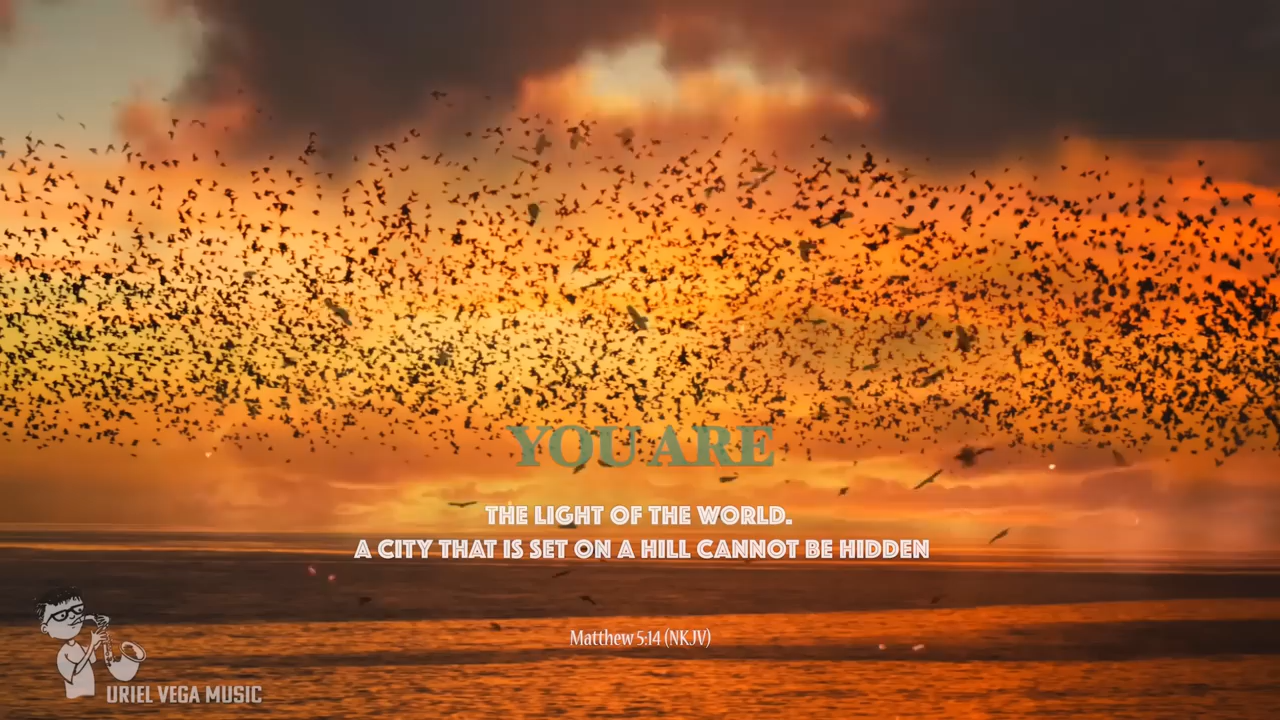 YOU ARE
THE LIGHT OF THE WORLD.
A CITY THAT IS SET ON A HILL CANNOT BE HIDDEN
Matthew 5:14 (NKJV)
URIEL VEGA MUSIC